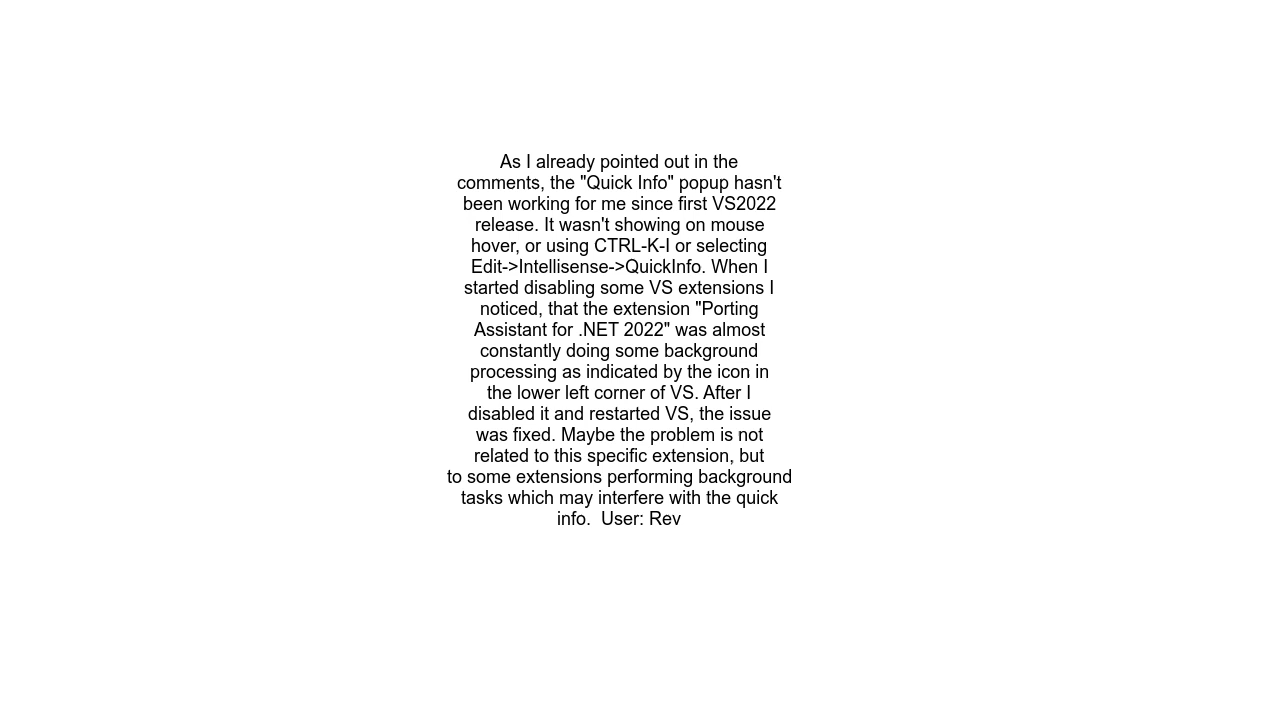 As I already pointed out in the
comments, the "Quick Info" popup hasn't
been working for me since first VS2022
release. It wasn't showing on mouse
hover, or using CTRL-K-I or selecting
Edit->Intellisense->QuickInfo. When I
started disabling some VS extensions I
noticed, that the extension "Porting
Assistant for .NET 2022" was almost
constantly doing some background
processing as indicated by the icon in
the lower left corner of VS. After I
disabled it and restarted VS, the issue
was fixed. Maybe the problem is not
related to this specific extension, but
to some extensions performing background
tasks which may interfere with the quick
info.  User: Rev